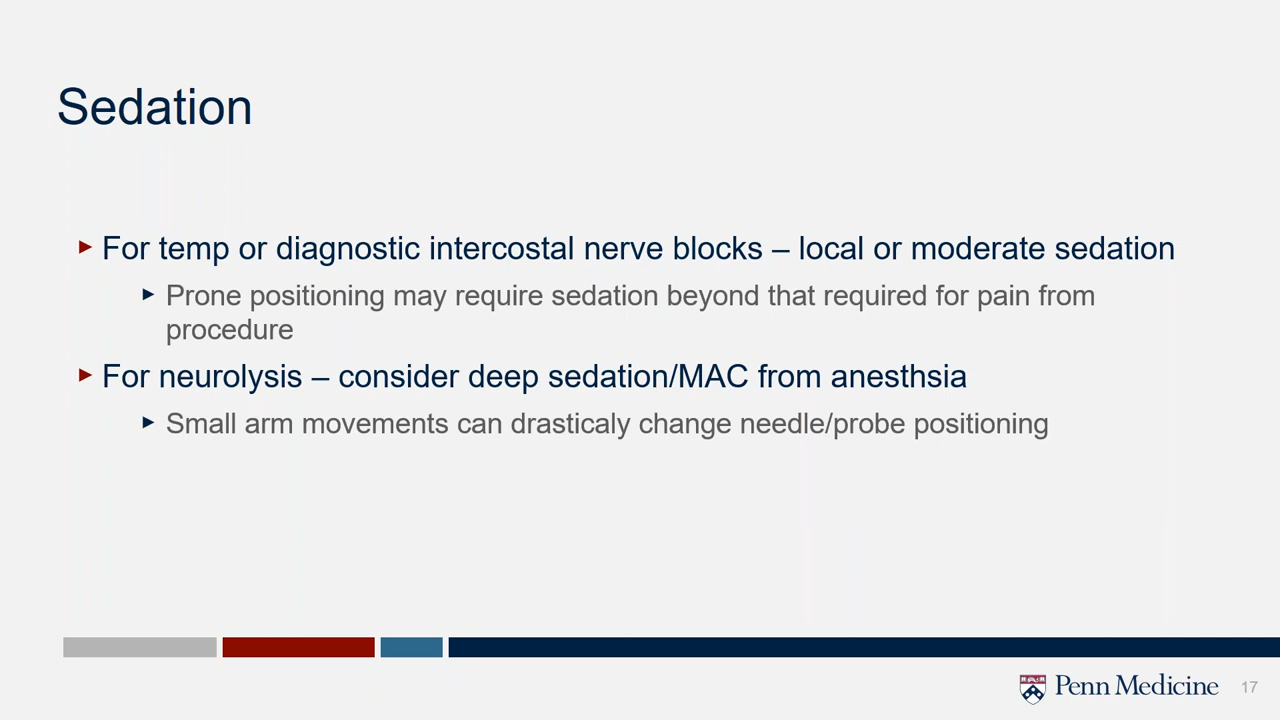 Sedation
For temp or diagnostic intercostal nerve blocks – local or moderate sedation
Prone positioning may require sedation beyond that required for pain from
procedure
For neurolysis – consider deep sedation/MAC from anesthsia
Small arm movements can drasticaly change needle/probe positioning
Penn Medicine
17